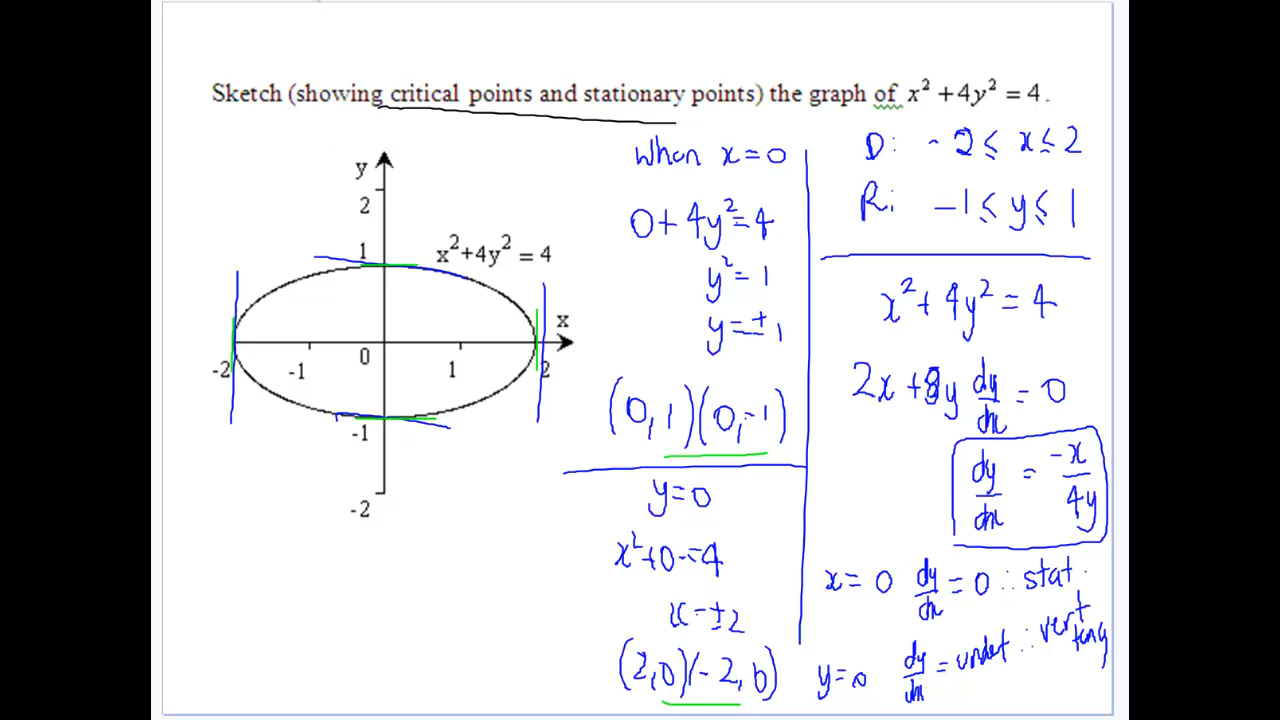 Sketch (showing critical points and stationary points) the graph of x² + 4y² = 4.
y
2
1
x²+4y² = 4
x
-2
-1
0
1
2
-1
-2
When x=0
0+4y²=4
y²=1
y=±1
(0,1)(0,-1)
y=0
x²+0=4
x=±2
(2,0)(-2,0)
D: -2≤x≤2
R: -1≤y≤1
x²+4y²=4
2x+8y dy/dx=0
dy/dx = -x/4y
x=0 dy/dx=0 ∴ stat.
y=0 dy/dx=undef ∴ vert tang